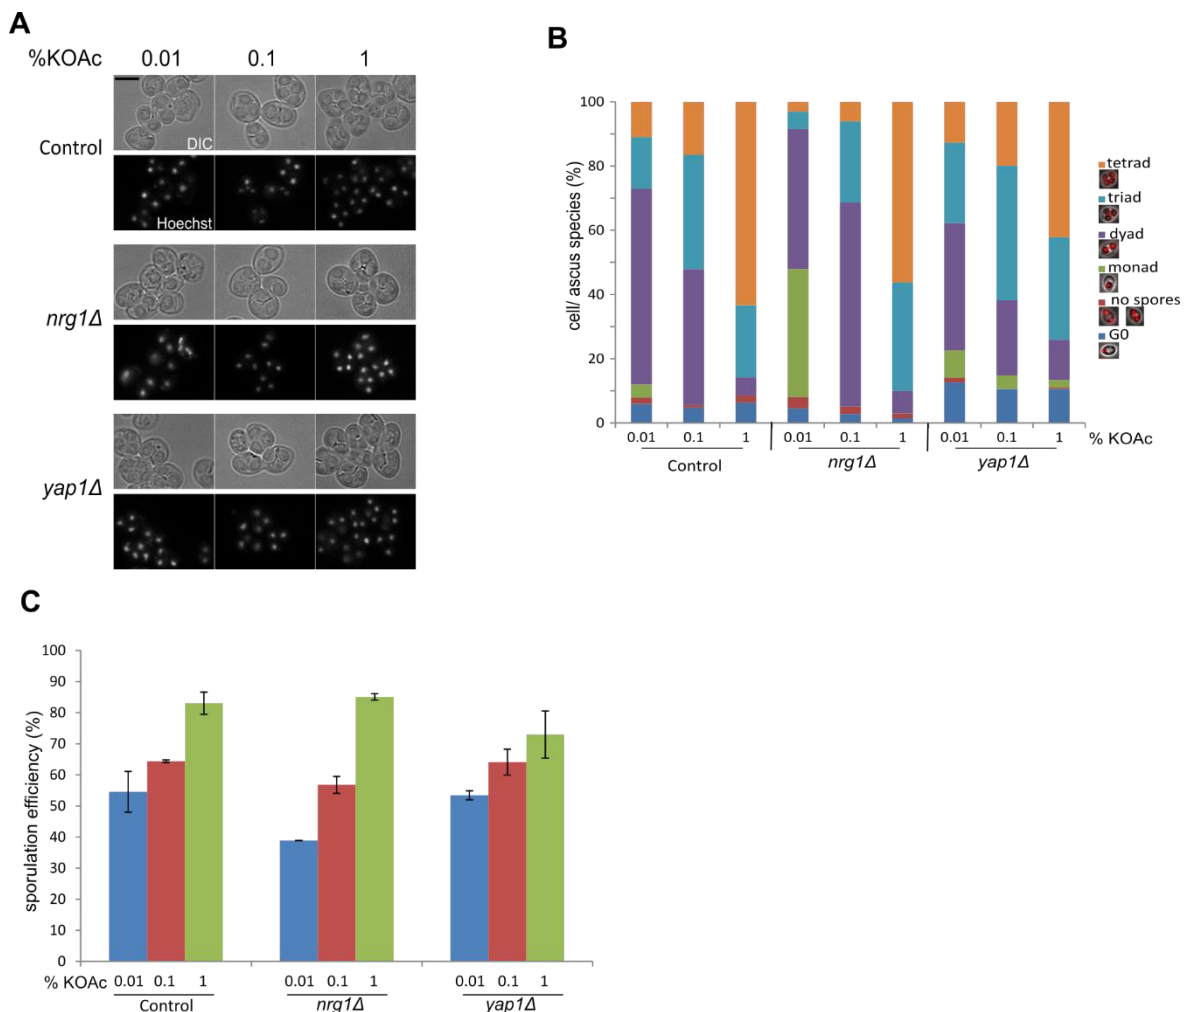 A
%KOAc 0.01 0.1 1
Control
DIC
Hoechst
nrg1Δ
yap1Δ
B
cell/ ascus species (%)
100
80
60
40
20
0
0.01 0.1 1 0.01 0.1 1 0.01 0.1 1 % KOAc
Control nrg1Δ yap1Δ
tetrad
triad
dyad
monad
no spores
G0
C
sporulation efficiency (%)
100
90
80
70
60
50
40
30
20
10
0
% KOAc 0.01 0.1 1 0.01 0.1 1 0.01 0.1 1
Control nrg1Δ yap1Δ